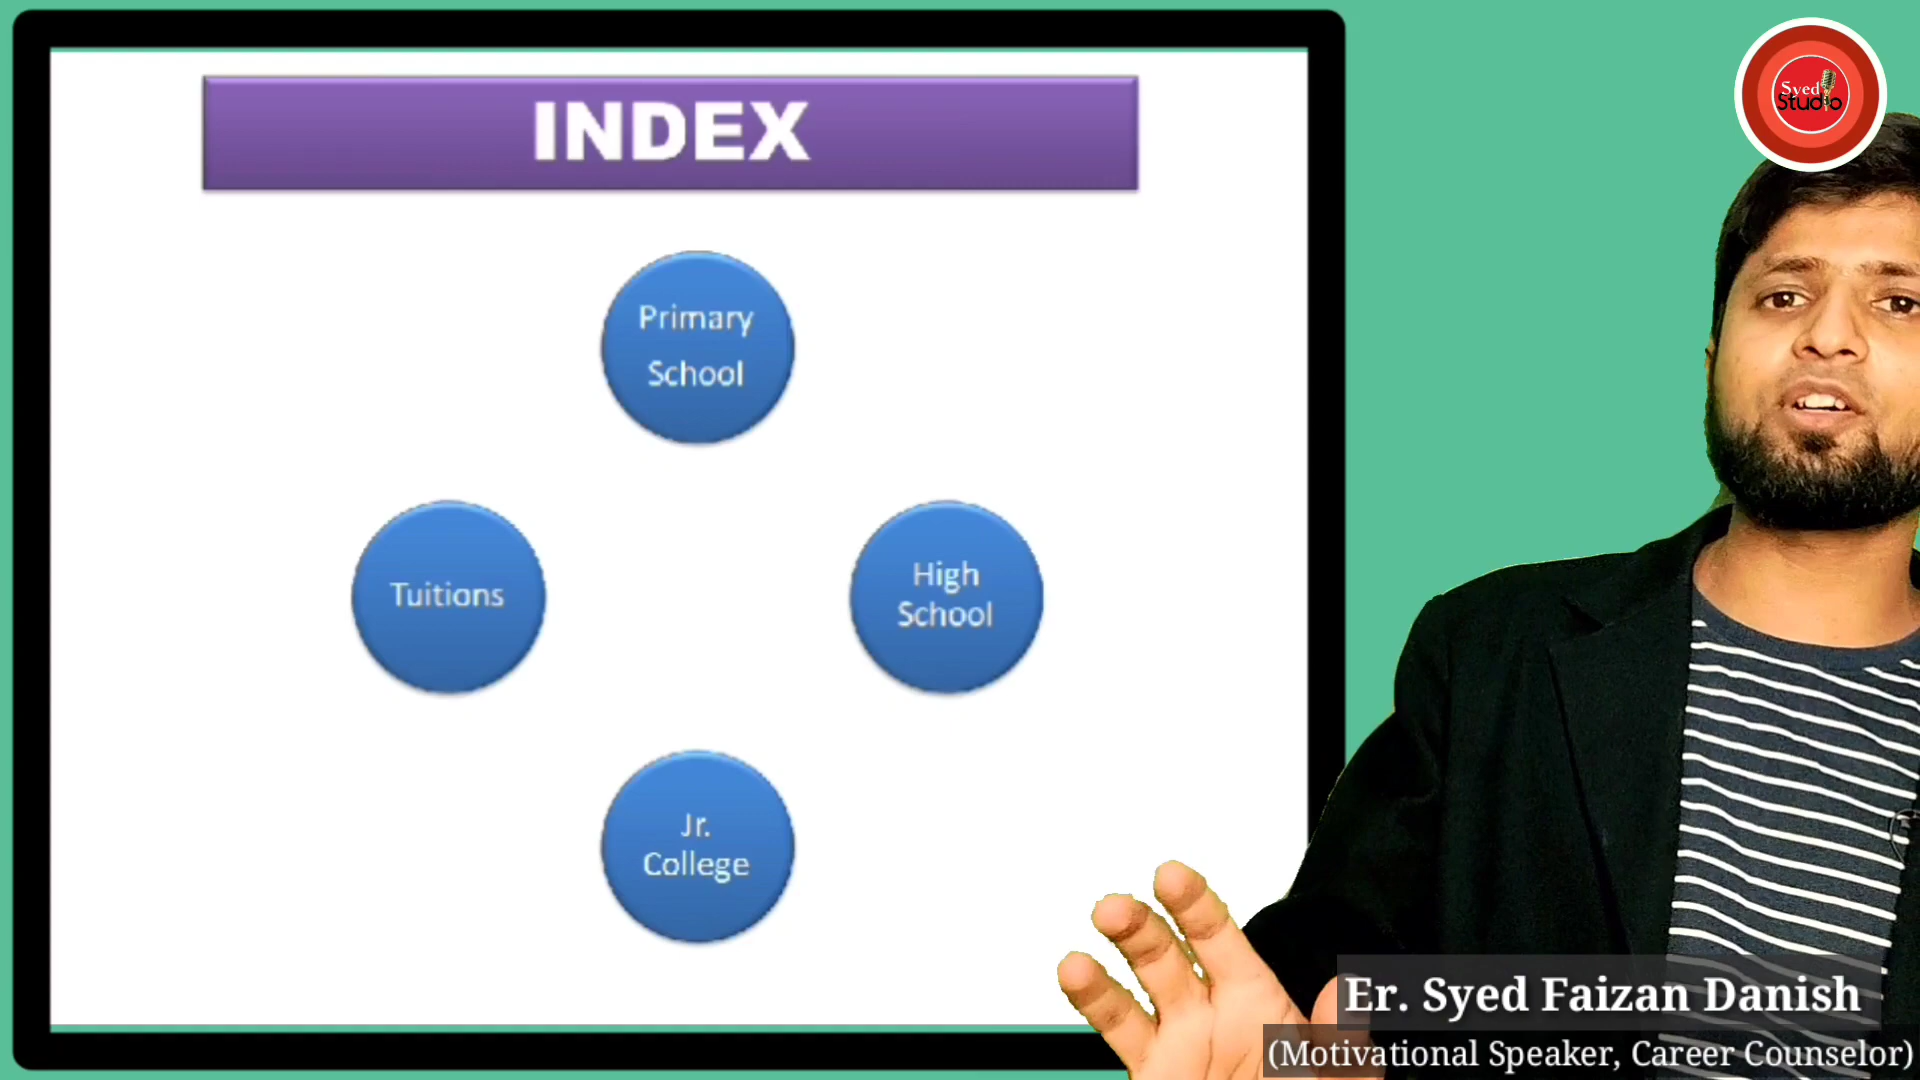 INDEX
Syed
Studio
Primary
School
Tuitions
High
School
Jr.
College
Er. Syed Faizan Danish
(Motivational Speaker, Career Counselor)